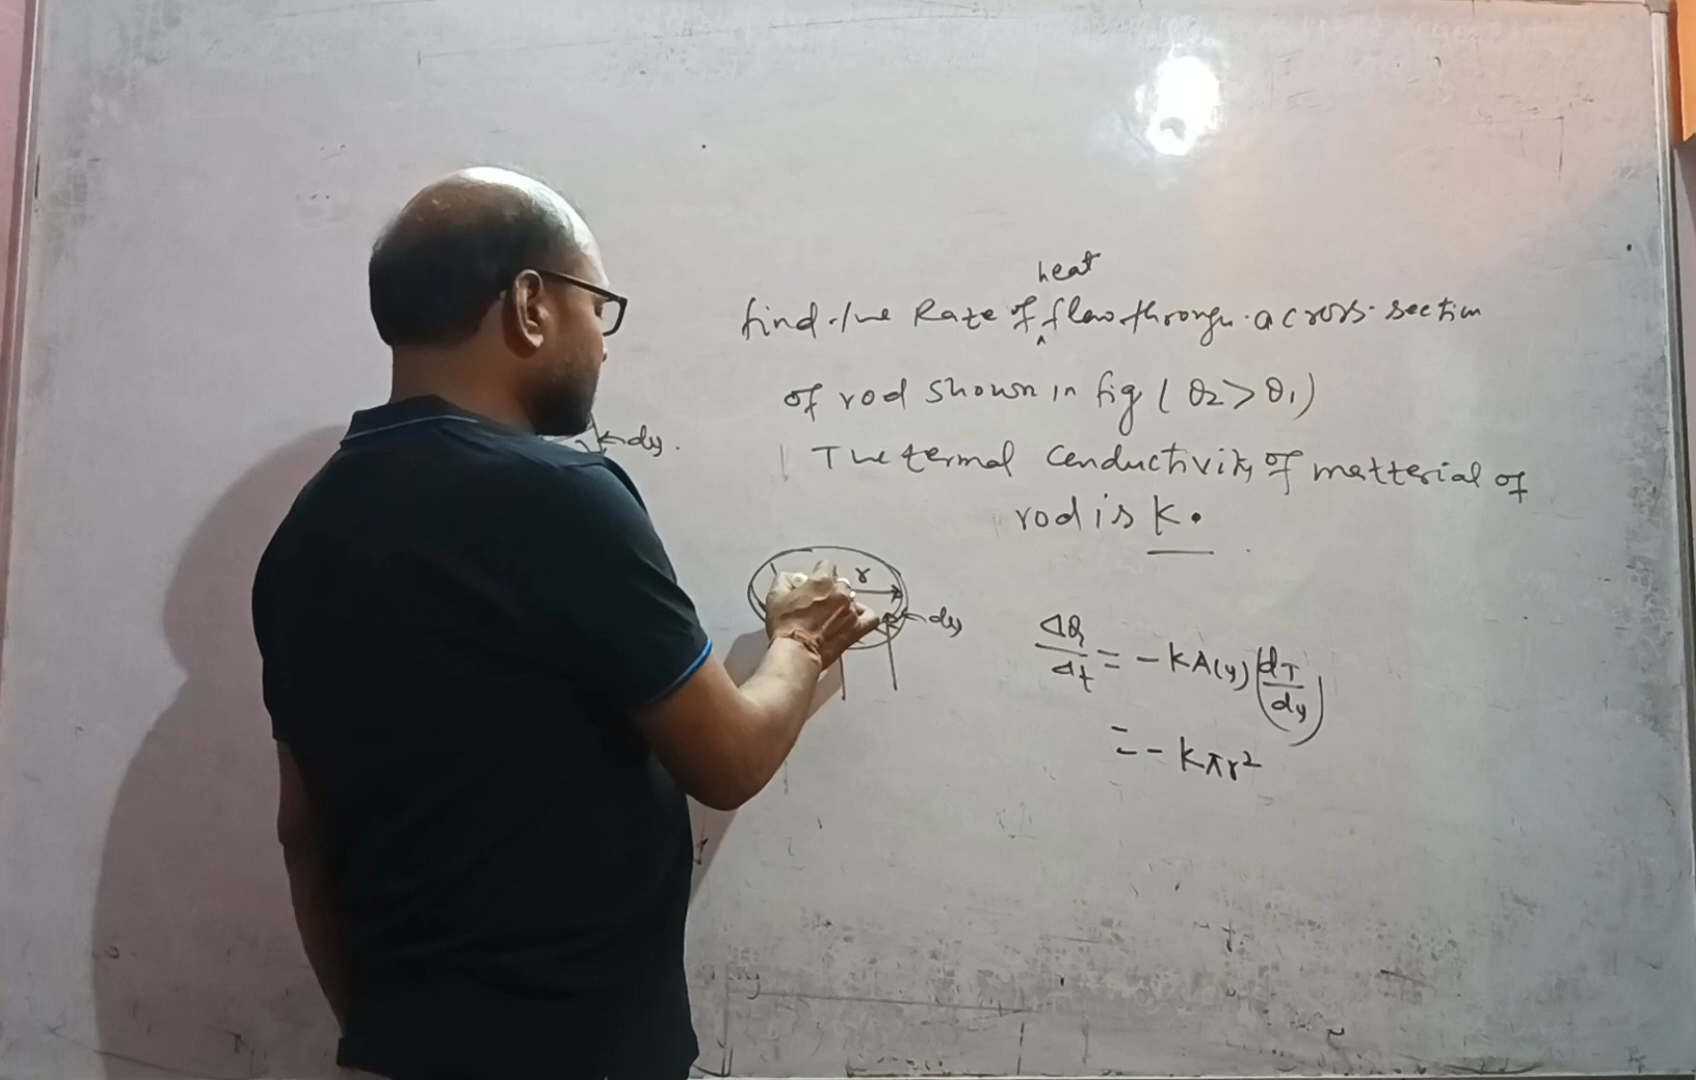 heat
find the Rate of ^ flow through a cross-section
of rod shown in fig ( θ2 > θ1 )
The termal conductivity of matterial of
rod is K.
← dy.
r
← dy
ΔQ/Δt = - KA(y) (dT/dy)
= - Kπr²